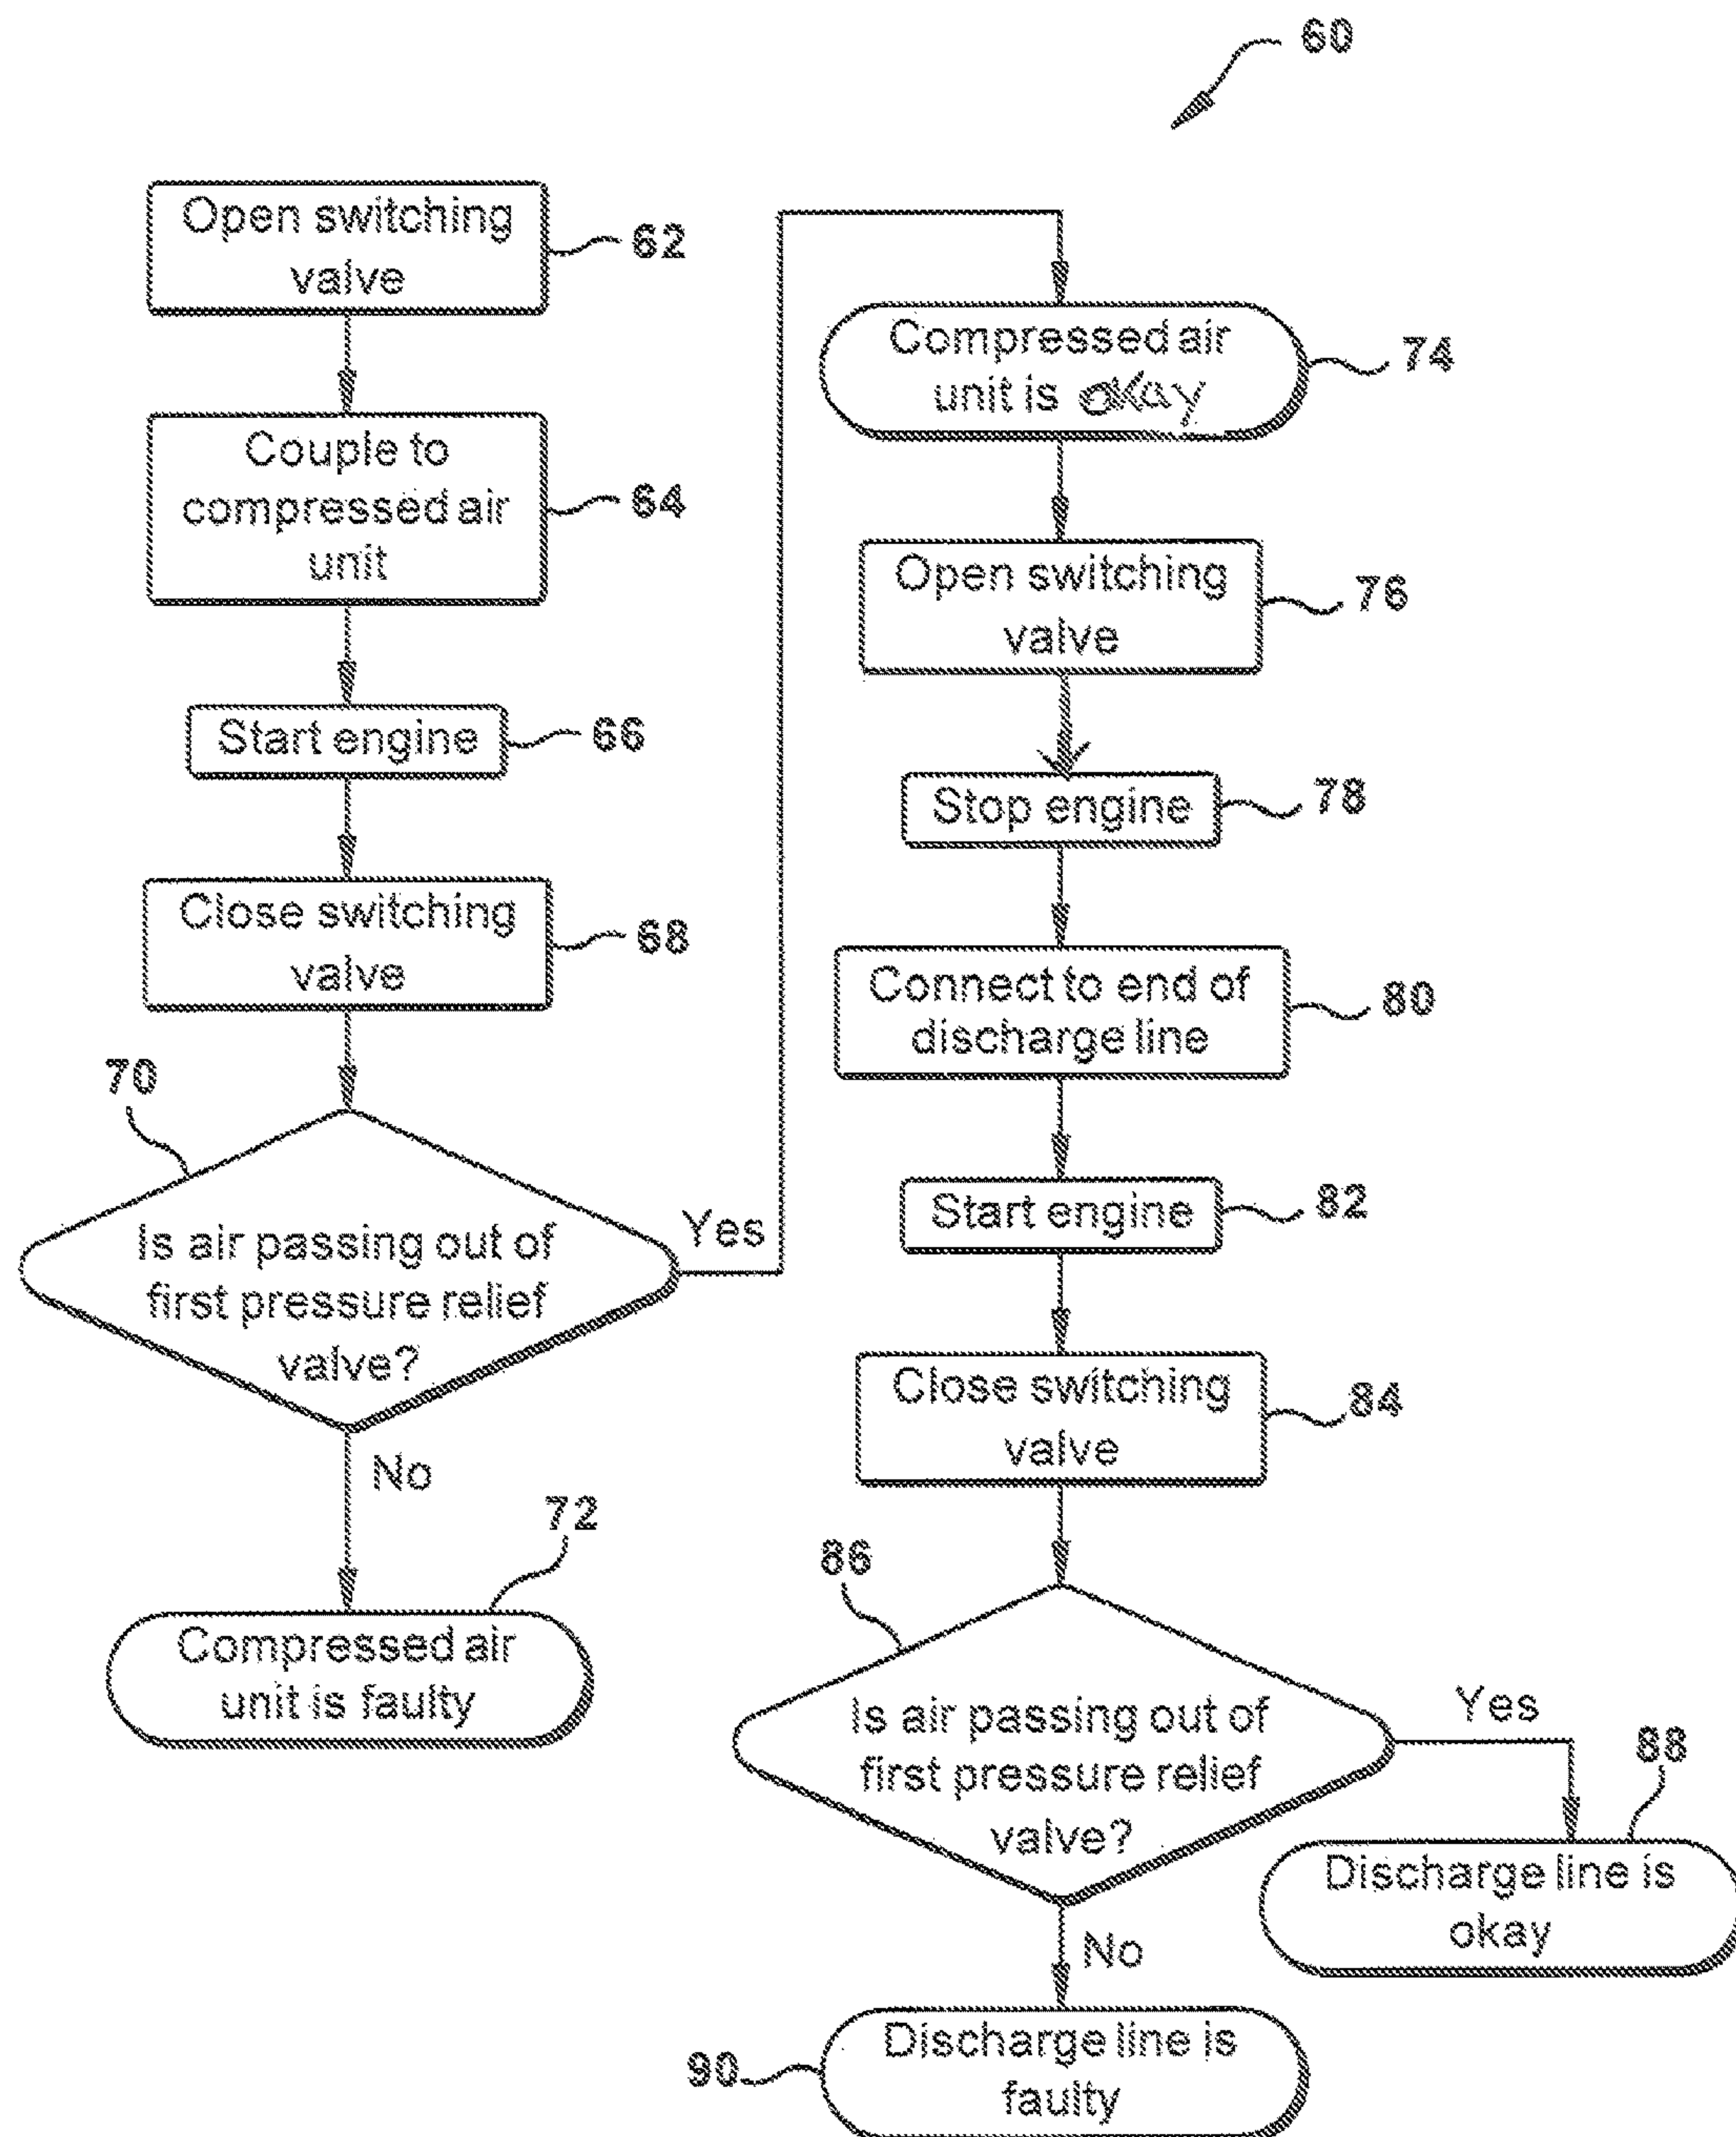 60
Open switching
valve
62
Couple to
compressed air
unit
64
Start engine
66
Close switching
valve
68
70
Is air passing out of
first pressure relief
valve?
Yes
No
72
Compressed air
unit is faulty
Compressed air
unit is okay
74
Open switching
valve
76
Stop engine
78
Connect to end of
discharge line
80
Start engine
82
Close switching
valve
84
86
Is air passing out of
first pressure relief
valve?
Yes
88
Discharge line is
okay
No
90
Discharge line is
faulty